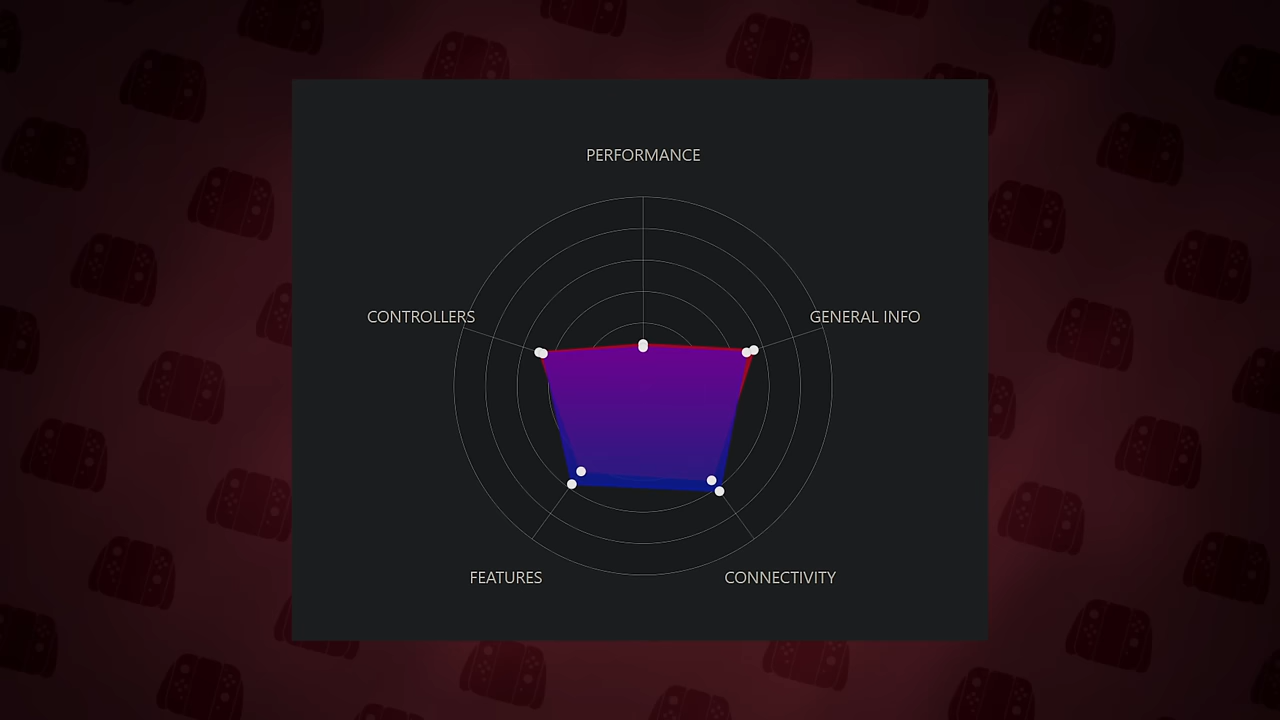 PERFORMANCE
CONTROLLERS
GENERAL INFO
FEATURES
CONNECTIVITY